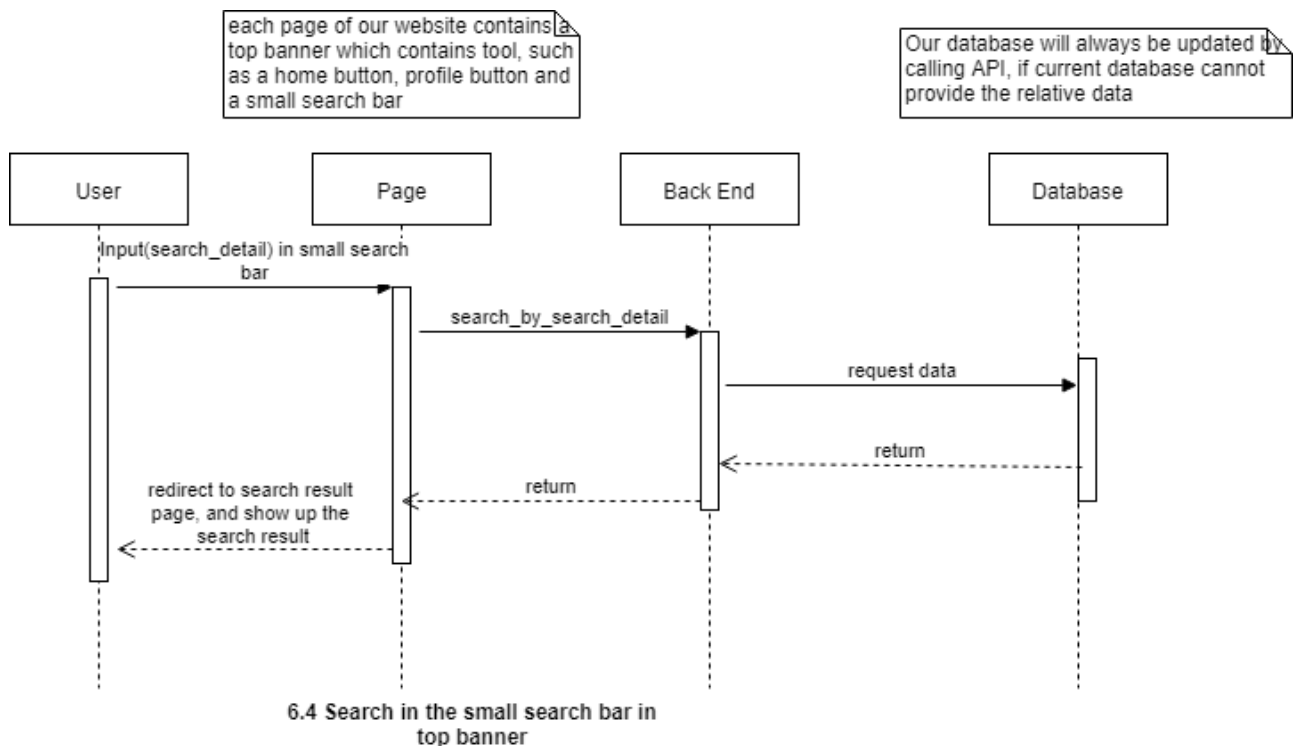 each page of our website contains a
top banner which contains tool, such
as a home button, profile button and
a small search bar
Our database will always be updated by
calling API, if current database cannot
provide the relative data
User
Page
Back End
Database
Input(search_detail) in small search
bar
search_by_search_detail
request data
return
return
redirect to search result
page, and show up the
search result
6.4 Search in the small search bar in
top banner